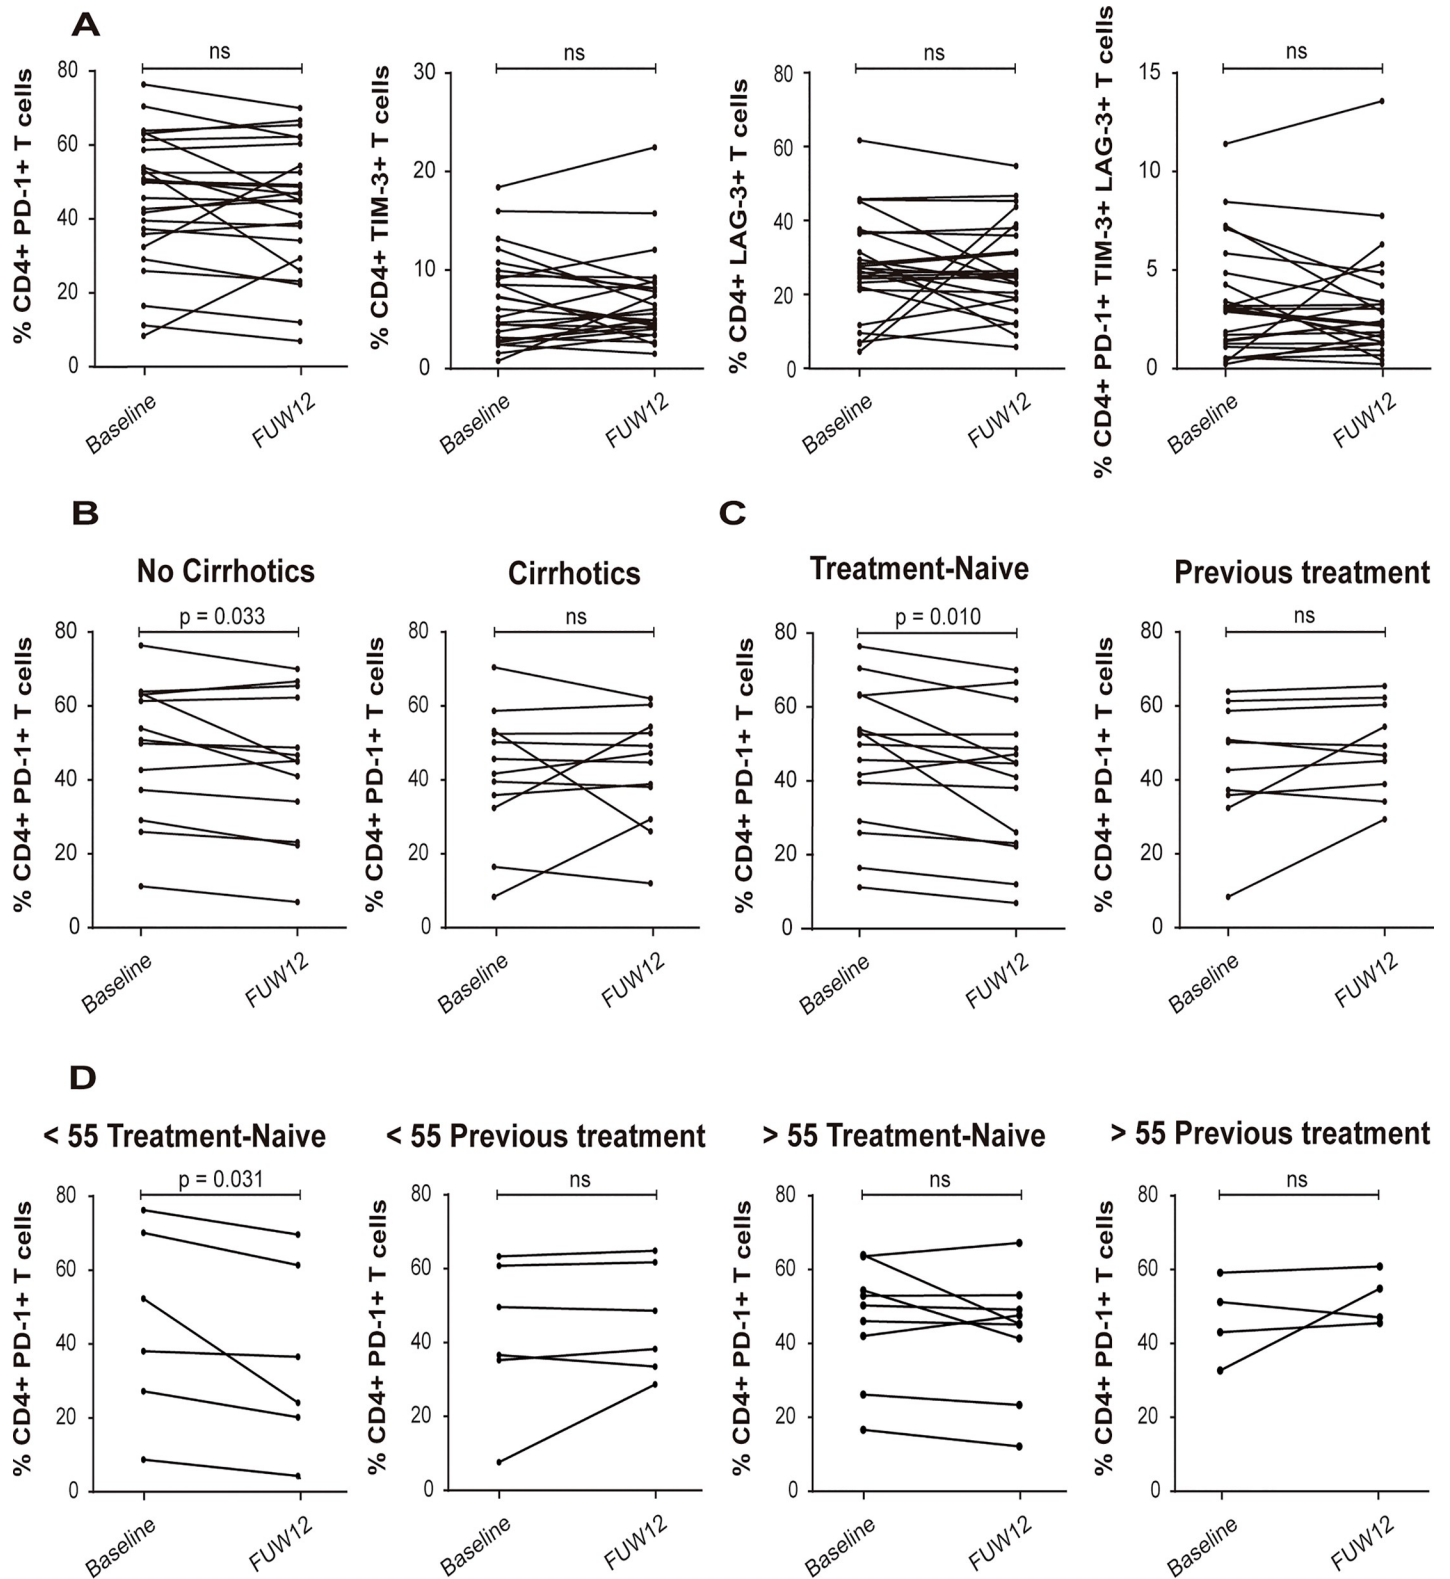 A
% CD4+ PD-1+ T cells
80
60
40
20
0
ns
Baseline
FUW12
% CD4+ TIM-3+ T cells
30
20
10
0
ns
Baseline
FUW12
% CD4+ LAG-3+ T cells
80
60
40
20
0
ns
Baseline
FUW12
% CD4+ PD-1+ TIM-3+ LAG-3+ T cells
15
10
5
0
ns
Baseline
FUW12
B
No Cirrhotics
p = 0.033
% CD4+ PD-1+ T cells
80
60
40
20
0
Baseline
FUW12
Cirrhotics
ns
% CD4+ PD-1+ T cells
80
60
40
20
0
Baseline
FUW12
C
Treatment-Naive
p = 0.010
% CD4+ PD-1+ T cells
80
60
40
20
0
Baseline
FUW12
Previous treatment
ns
% CD4+ PD-1+ T cells
80
60
40
20
0
Baseline
FUW12
D
< 55 Treatment-Naive
p = 0.031
% CD4+ PD-1+ T cells
80
60
40
20
0
Baseline
FUW12
< 55 Previous treatment
ns
% CD4+ PD-1+ T cells
80
60
40
20
0
Baseline
FUW12
> 55 Treatment-Naive
ns
% CD4+ PD-1+ T cells
80
60
40
20
0
Baseline
FUW12
> 55 Previous treatment
ns
% CD4+ PD-1+ T cells
80
60
40
20
0
Baseline
FUW12